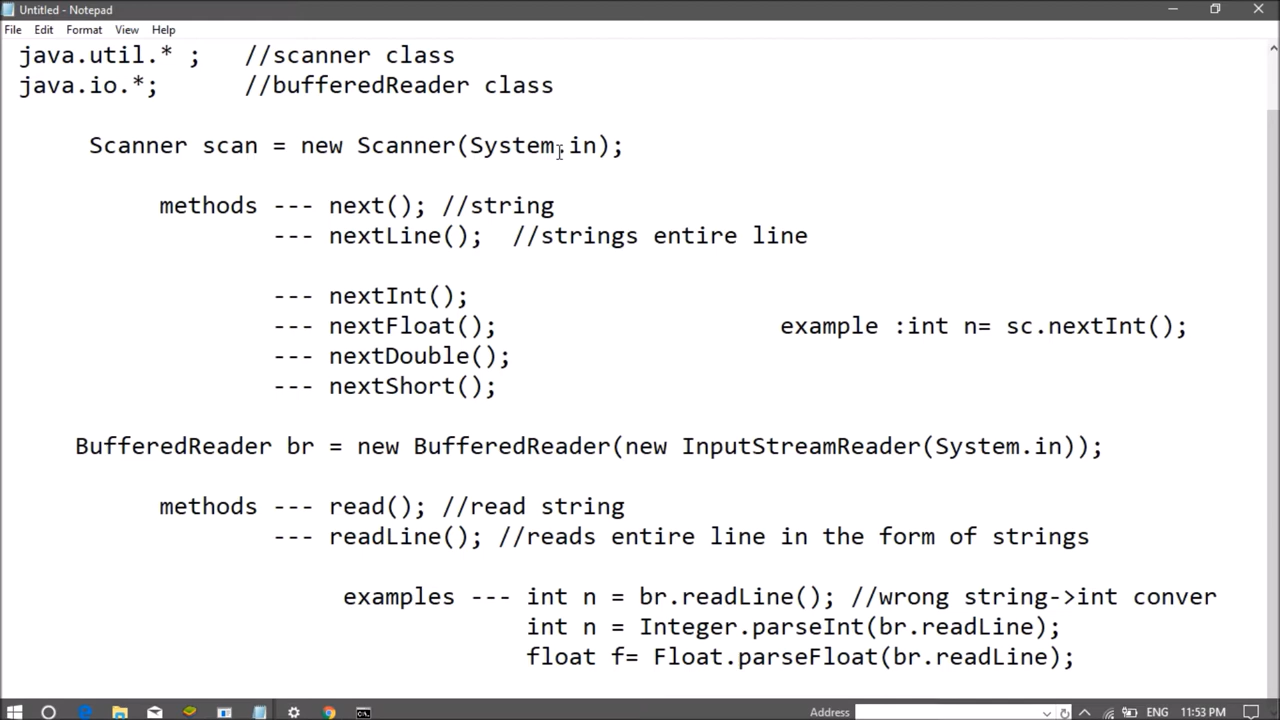 Untitled - Notepad
File Edit Format View Help
java.util.* ; //scanner class
java.io.*; //bufferedReader class
Scanner scan = new Scanner(System.in);
methods --- next(); //string
--- nextLine(); //strings entire line
--- nextInt();
--- nextFloat(); example :int n= sc.nextInt();
--- nextDouble();
--- nextShort();
BufferedReader br = new BufferedReader(new InputStreamReader(System.in));
methods --- read(); //read string
--- readLine(); //reads entire line in the form of strings
examples --- int n = br.readLine(); //wrong string->int conver
int n = Integer.parseInt(br.readLine);
float f= Float.parseFloat(br.readLine);
Address ENG 11:53 PM